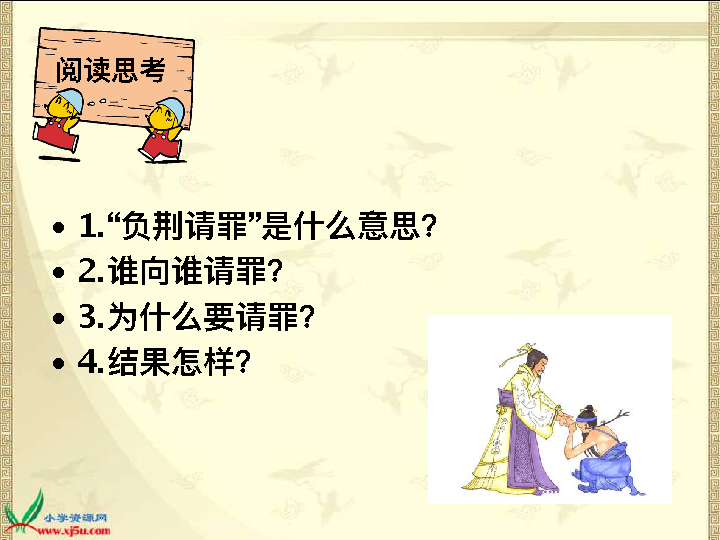 阅读思考
• 1.“负荆请罪”是什么意思?
• 2.谁向谁请罪?
• 3.为什么要请罪?
• 4.结果怎样?
小学资源网
www.xj5u.com